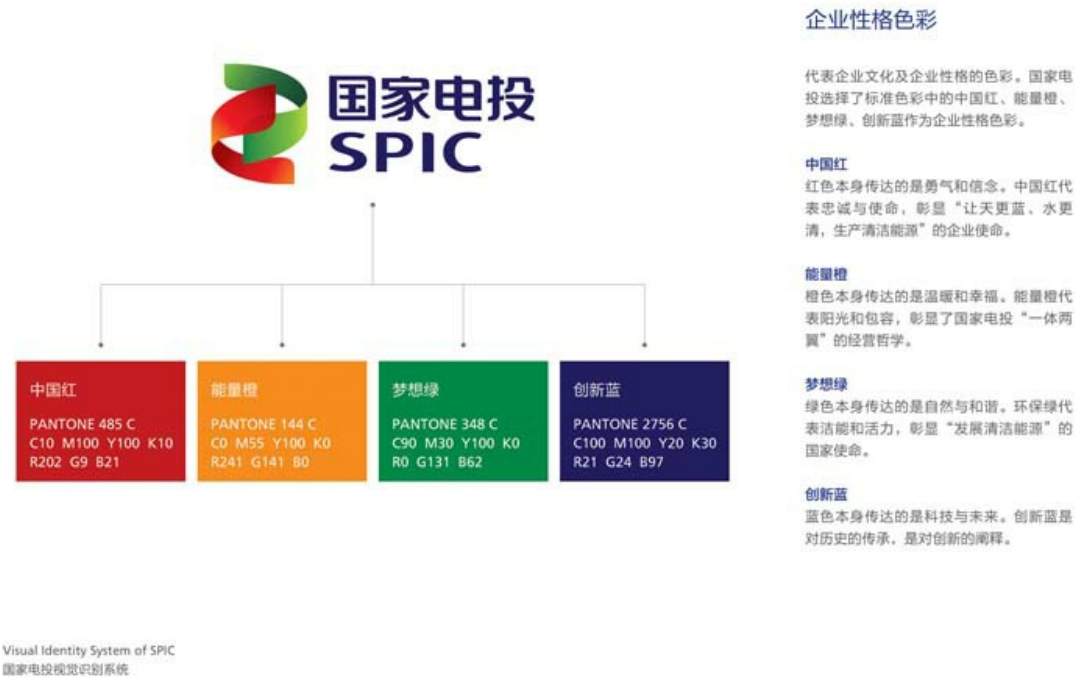 国家电投
SPIC
中国红
PANTONE 485 C
C10 M100 Y100 K10
R202 G9 B21
能量橙
PANTONE 144 C
C0 M55 Y100 K0
R241 G141 B0
梦想绿
PANTONE 348 C
C90 M30 Y100 K0
R0 G131 B62
创新蓝
PANTONE 2756 C
C100 M100 Y20 K30
R21 G24 B97
企业性格色彩
代表企业文化及企业性格的色彩。国家电
投选择了标准色彩中的中国红、能量橙、
梦想绿、创新蓝作为企业性格色彩。
中国红
红色本身传达的是勇气和信念。中国红代
表忠诚与使命，彰显“让天更蓝、水更
清，生产清洁能源”的企业使命。
能量橙
橙色本身传达的是温暖和幸福。能量橙代
表阳光和包容，彰显了国家电投“一体两
翼”的经营哲学。
梦想绿
绿色本身传达的是自然与和谐。环保绿代
表洁能和活力，彰显“发展清洁能源”的
国家使命。
创新蓝
蓝色本身传达的是科技与未来。创新蓝是
对历史的传承，是对创新的阐释。
Visual Identity System of SPIC
国家电投视觉识别系统